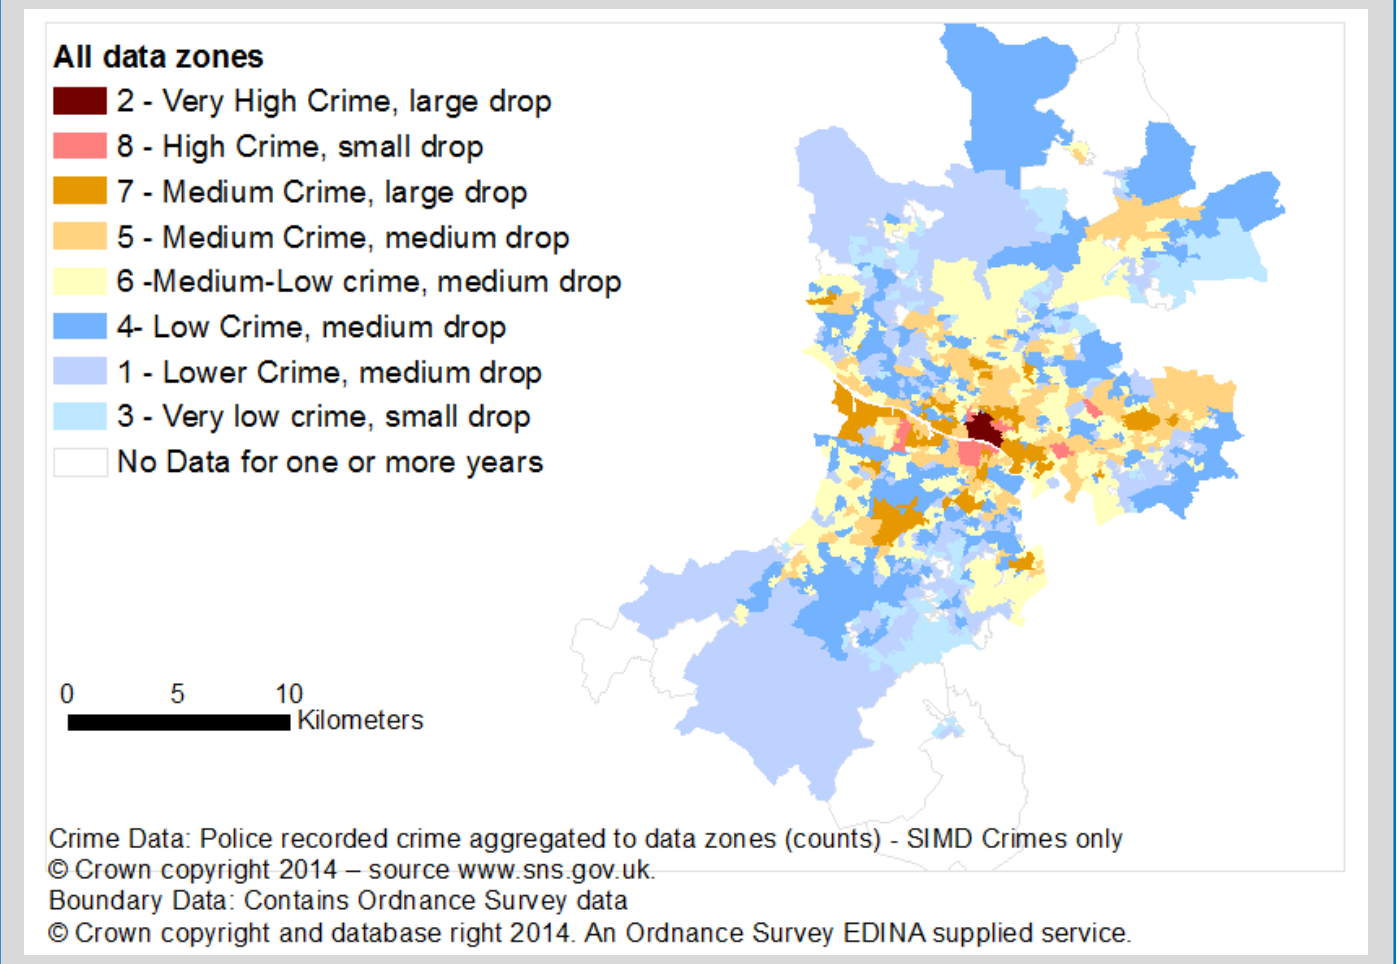 All data zones
2 - Very High Crime, large drop
8 - High Crime, small drop
7 - Medium Crime, large drop
5 - Medium Crime, medium drop
6 -Medium-Low crime, medium drop
4- Low Crime, medium drop
1 - Lower Crime, medium drop
3 - Very low crime, small drop
No Data for one or more years
0 5 10
Kilometers
Crime Data: Police recorded crime aggregated to data zones (counts) - SIMD Crimes only
© Crown copyright 2014 – source www.sns.gov.uk.
Boundary Data: Contains Ordnance Survey data
© Crown copyright and database right 2014. An Ordnance Survey EDINA supplied service.